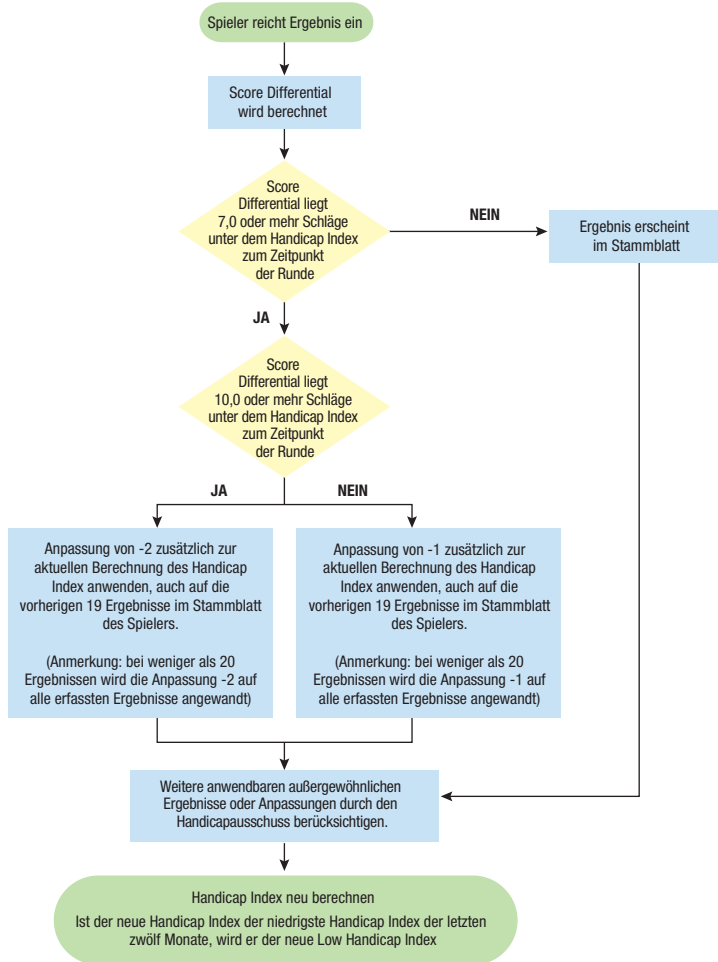 Spieler reicht Ergebnis ein
Score Differential
wird berechnet
Score
Differential liegt
7,0 oder mehr Schläge
unter dem Handicap Index
zum Zeitpunkt
der Runde
NEIN
Ergebnis erscheint
im Stammblatt
JA
Score
Differential liegt
10,0 oder mehr Schläge
unter dem Handicap Index
zum Zeitpunkt
der Runde
JA
NEIN
Anpassung von -2 zusätzlich zur
aktuellen Berechnung des Handicap
Index anwenden, auch auf die
vorherigen 19 Ergebnisse im Stammblatt
des Spielers.
(Anmerkung: bei weniger als 20
Ergebnissen wird die Anpassung -2 auf
alle erfassten Ergebnisse angewandt)
Anpassung von -1 zusätzlich zur
aktuellen Berechnung des Handicap
Index anwenden, auch auf die
vorherigen 19 Ergebnisse im Stammblatt
des Spielers.
(Anmerkung: bei weniger als 20
Ergebnissen wird die Anpassung -1 auf
alle erfassten Ergebnisse angewandt)
Weitere anwendbaren außergewöhnlichen
Ergebnisse oder Anpassungen durch den
Handicapausschuss berücksichtigen.
Handicap Index neu berechnen
Ist der neue Handicap Index der niedrigste Handicap Index der letzten
zwölf Monate, wird er der neue Low Handicap Index